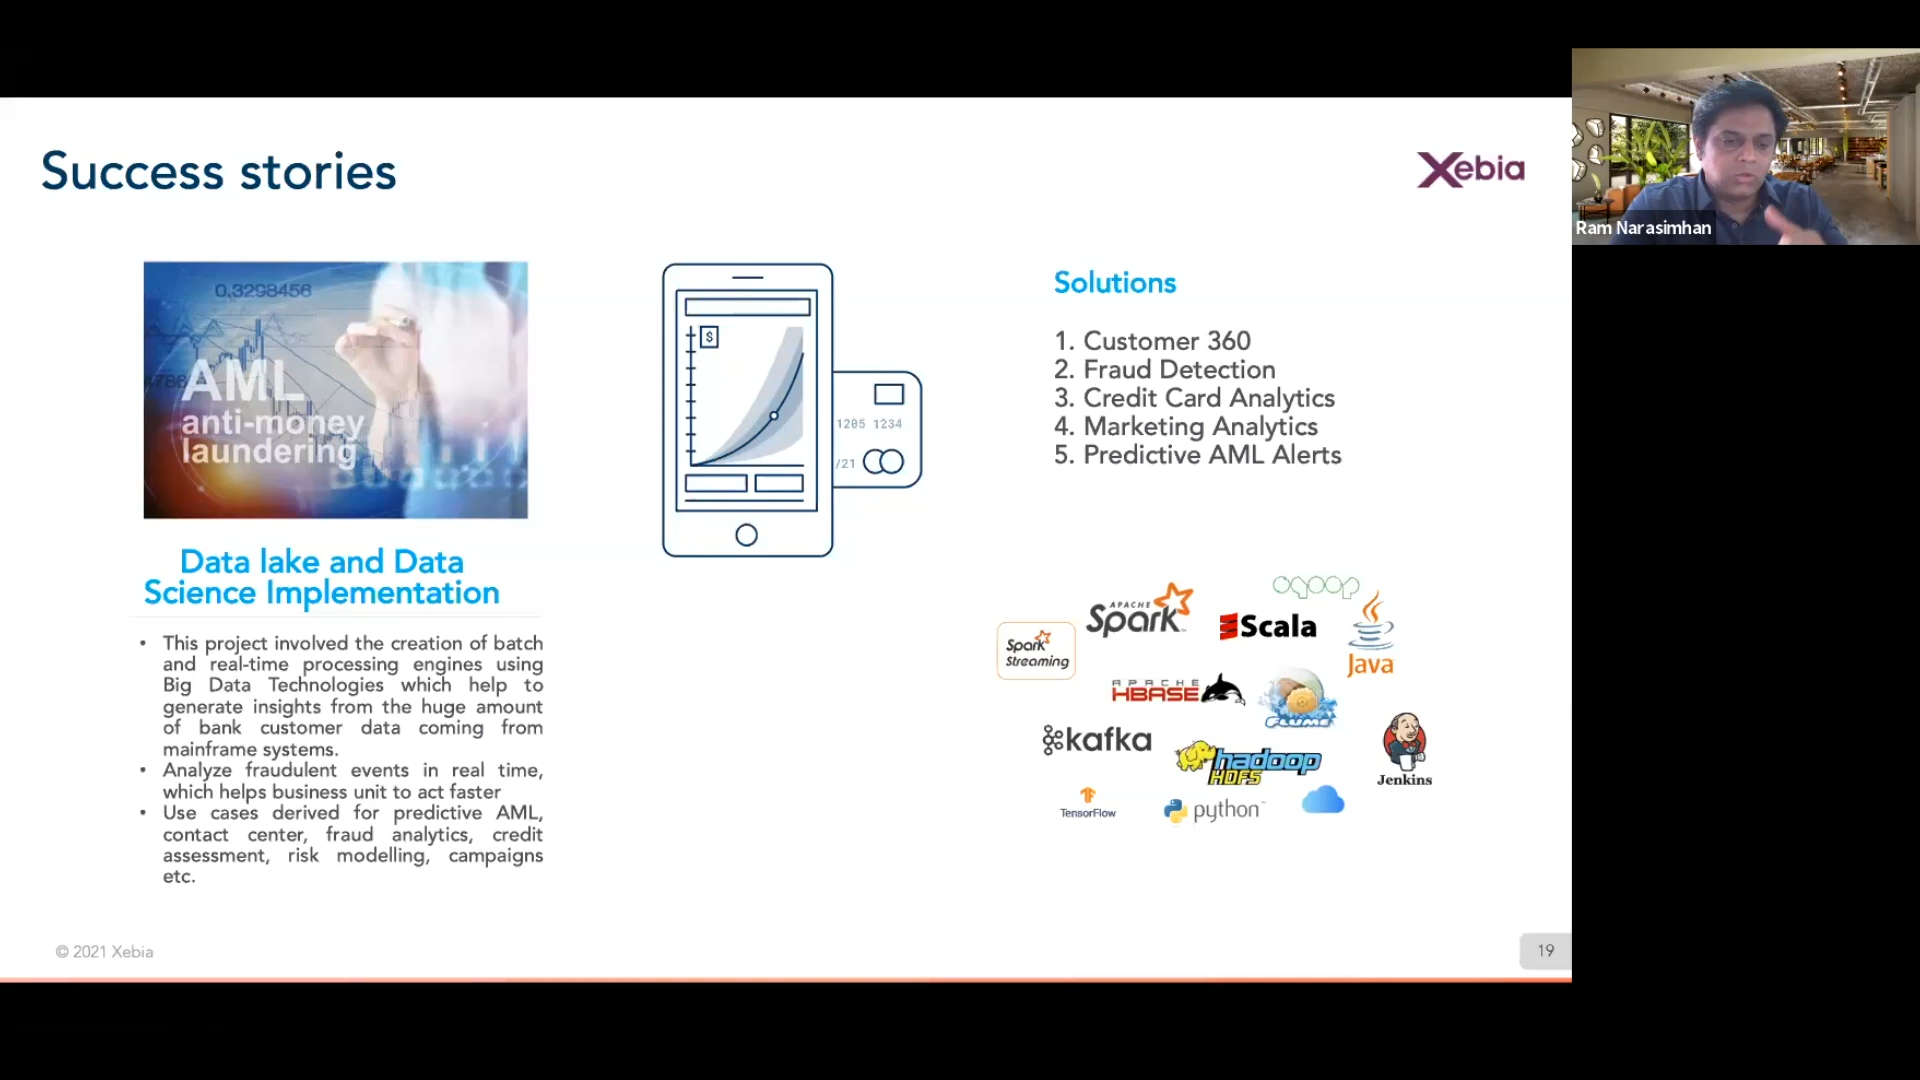 Success stories
Xebia
Ram Narasimhan
0.3298456
AML
anti-money
laundering
$
1205 1234
/21
Solutions
1. Customer 360
2. Fraud Detection
3. Credit Card Analytics
4. Marketing Analytics
5. Predictive AML Alerts
Data lake and Data
Science Implementation
• This project involved the creation of batch
and real-time processing engines using
Big Data Technologies which help to
generate insights from the huge amount
of bank customer data coming from
mainframe systems.
• Analyze fraudulent events in real time,
which helps business unit to act faster
• Use cases derived for predictive AML,
contact center, fraud analytics, credit
assessment, risk modelling, campaigns
etc.
sqoop
APACHE
Spark™
Scala
Spark
Streaming
Java
APACHE
HBASE
FLUME
kafka
hadoop
HDFS
Jenkins
TensorFlow
python™
© 2021 Xebia
19